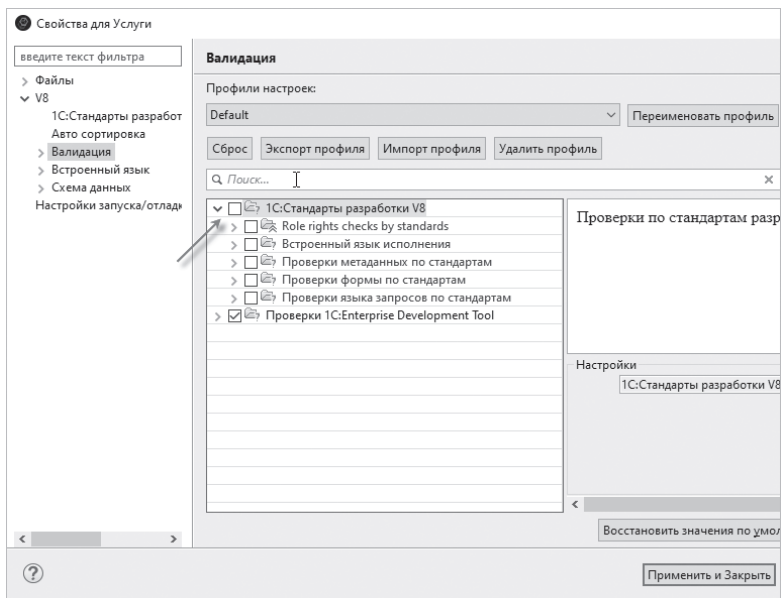 Свойства для Услуги
введите текст фильтра
Файлы
V8
1С:Стандарты разработ
Авто сортировка
Валидация
Встроенный язык
Схема данных
Настройки запуска/отладк
Валидация
Профили настроек:
Default
Переименовать профиль
Сброс
Экспорт профиля
Импорт профиля
Удалить профиль
Поиск...
1С:Стандарты разработки V8
Role rights checks by standards
Встроенный язык исполнения
Проверки метаданных по стандартам
Проверки формы по стандартам
Проверки языка запросов по стандартам
Проверки 1C:Enterprise Development Tool
Проверки по стандартам разр
Настройки
1С:Стандарты разработки V8
Восстановить значения по умол
Применить и Закрыть